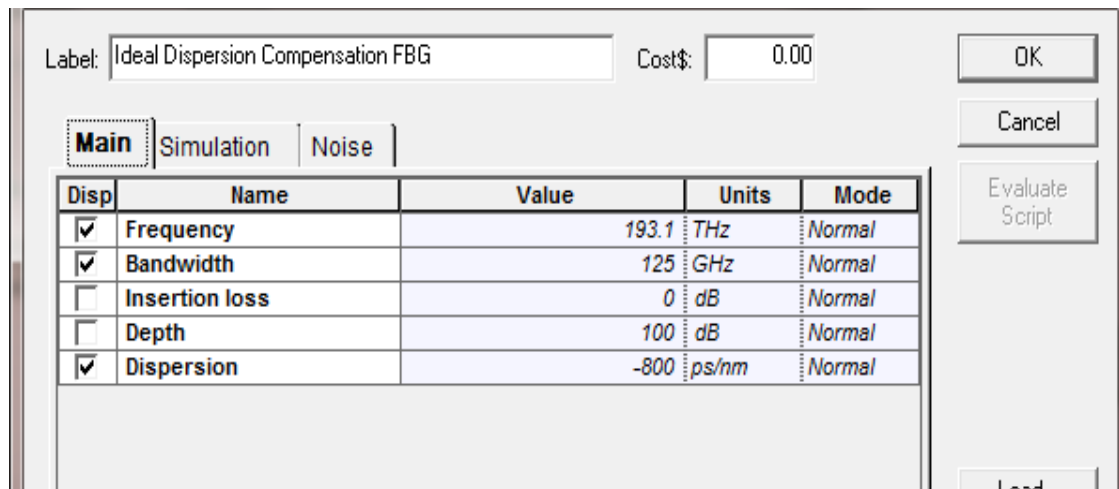 Label: Ideal Dispersion Compensation FBG Cost$: 0.00 OK
Cancel
Main Simulation Noise
Evaluate Script
Disp Name Value Units Mode
Frequency 193.1 THz Normal
Bandwidth 125 GHz Normal
Insertion loss 0 dB Normal
Depth 100 dB Normal
Dispersion -800 ps/nm Normal